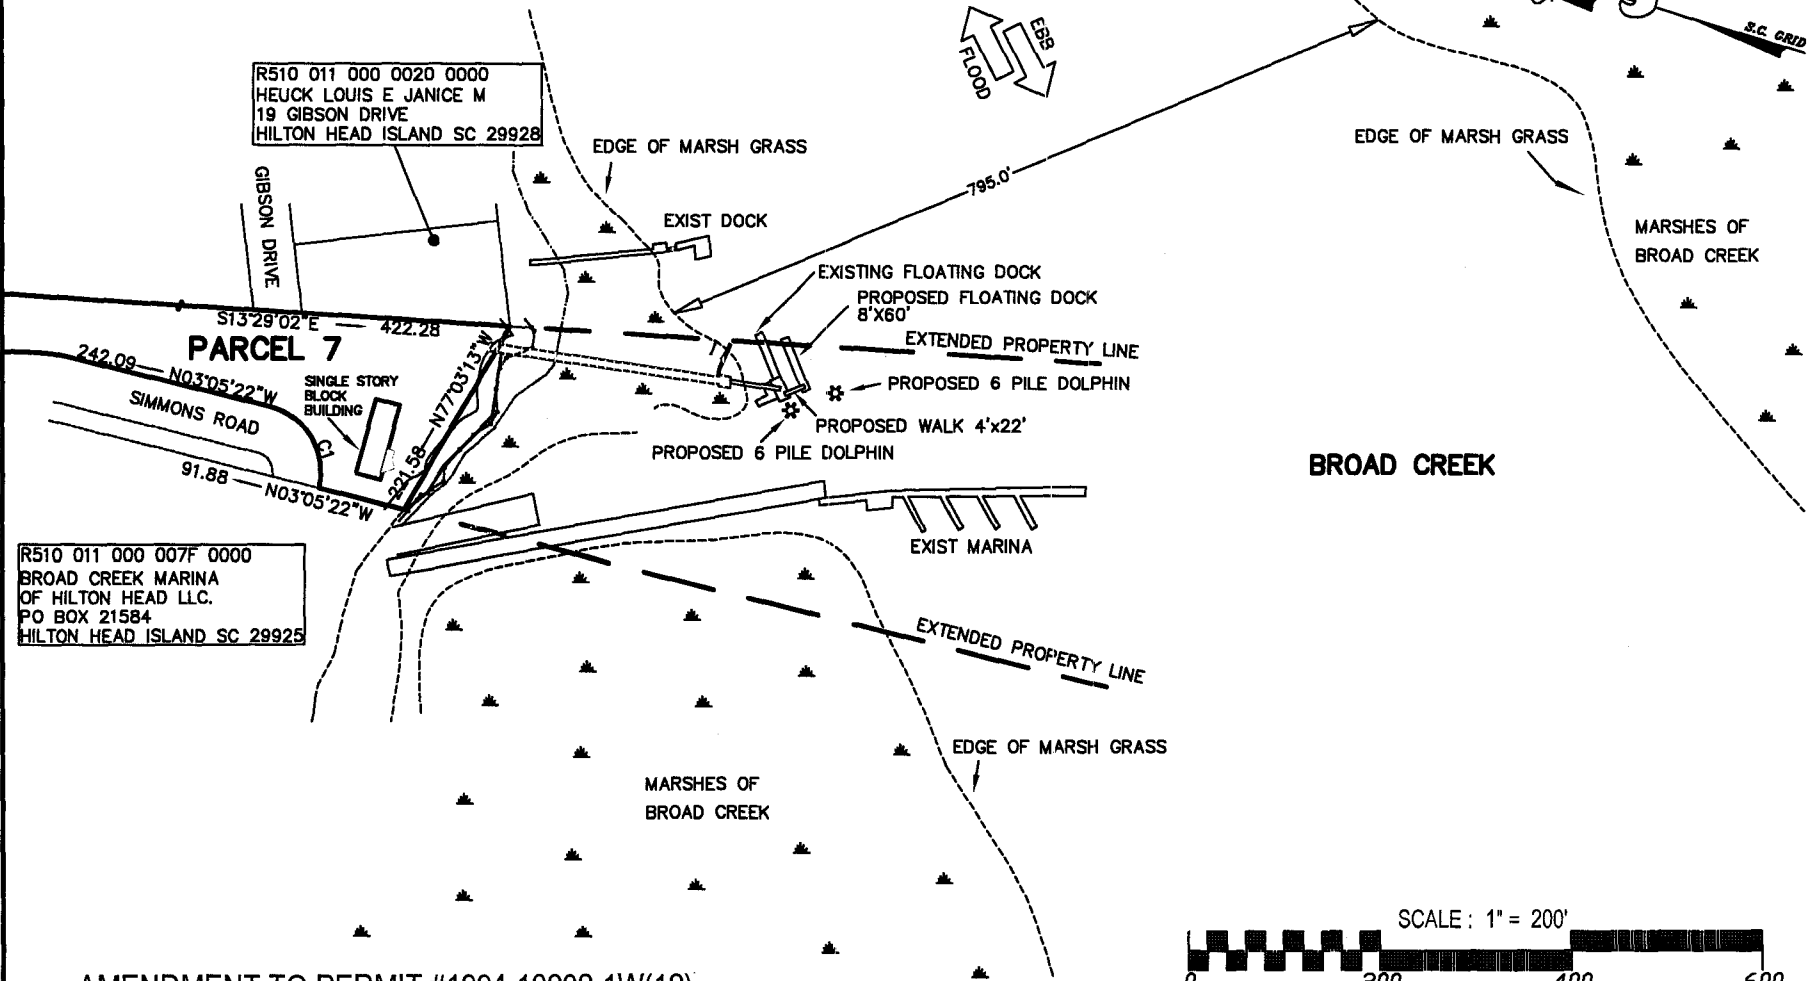 S.C. GRID
EBB
FLOOD
R510 011 000 0020 0000
HEUCK LOUIS E JANICE M
19 GIBSON DRIVE
HILTON HEAD ISLAND SC 29928
EDGE OF MARSH GRASS
EDGE OF MARSH GRASS
795.0'
GIBSON DRIVE
EXIST DOCK
MARSHES OF
BROAD CREEK
EXISTING FLOATING DOCK
PROPOSED FLOATING DOCK
8'X60'
S13°29'02"E 422.28
EXTENDED PROPERTY LINE
PARCEL 7
242.09 N03°05'22"W
SINGLE STORY
BLOCK
BUILDING
221.58 N77°03'13"W
PROPOSED 6 PILE DOLPHIN
SIMMONS ROAD
C1
PROPOSED WALK 4'x22'
PROPOSED 6 PILE DOLPHIN
BROAD CREEK
91.88 N03°05'22"W
EXIST MARINA
R510 011 000 007F 0000
BROAD CREEK MARINA
OF HILTON HEAD LLC.
PO BOX 21584
HILTON HEAD ISLAND SC 29925
EXTENDED PROPERTY LINE
EDGE OF MARSH GRASS
MARSHES OF
BROAD CREEK
SCALE : 1" = 200'
0 200 400 600
AMENDMENT TO PERMIT